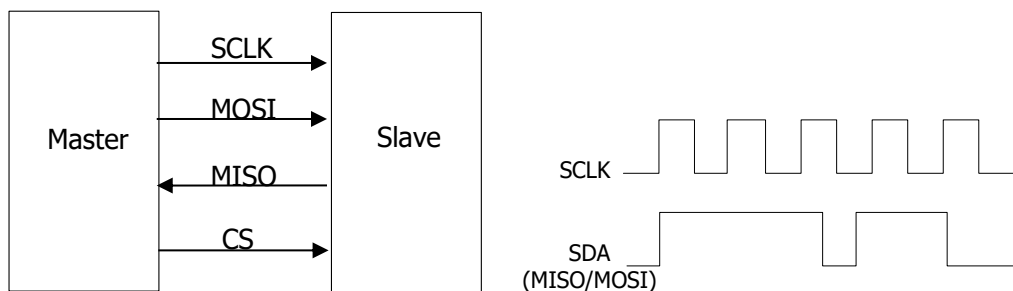 SCLK
MOSI
Master
Slave
MISO
CS
SCLK
SDA
(MISO/MOSI)